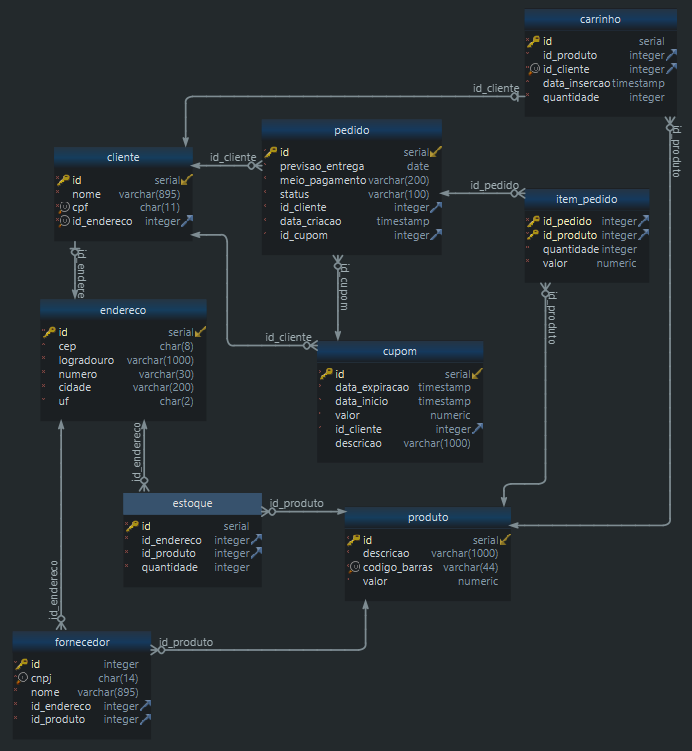 carrinho
id serial
id_produto integer
id_cliente integer
data_insercao timestamp
quantidade integer
id_cliente
id_produto
pedido
id serial
previsao_entrega date
meio_pagamento varchar(200)
status varchar(100)
id_cliente integer
data_criacao timestamp
id_cupom integer
cliente
id serial
nome varchar(895)
cpf char(11)
id_endereco integer
id_cliente
id_pedido
item_pedido
id_pedido integer
id_produto integer
quantidade integer
valor numeric
id_endere
id_cupom
id_produto
endereco
id serial
cep char(8)
logradouro varchar(1000)
numero varchar(30)
cidade varchar(200)
uf char(2)
id_cliente
cupom
id serial
data_expiracao timestamp
data_inicio timestamp
valor numeric
id_cliente integer
descricao varchar(1000)
id_endereco
estoque
id serial
id_endereco integer
id_produto integer
quantidade integer
id_produto
produto
id serial
descricao varchar(1000)
codigo_barras varchar(44)
valor numeric
id_endereco
fornecedor
id integer
cnpj char(14)
nome varchar(895)
id_endereco integer
id_produto integer
id_produto